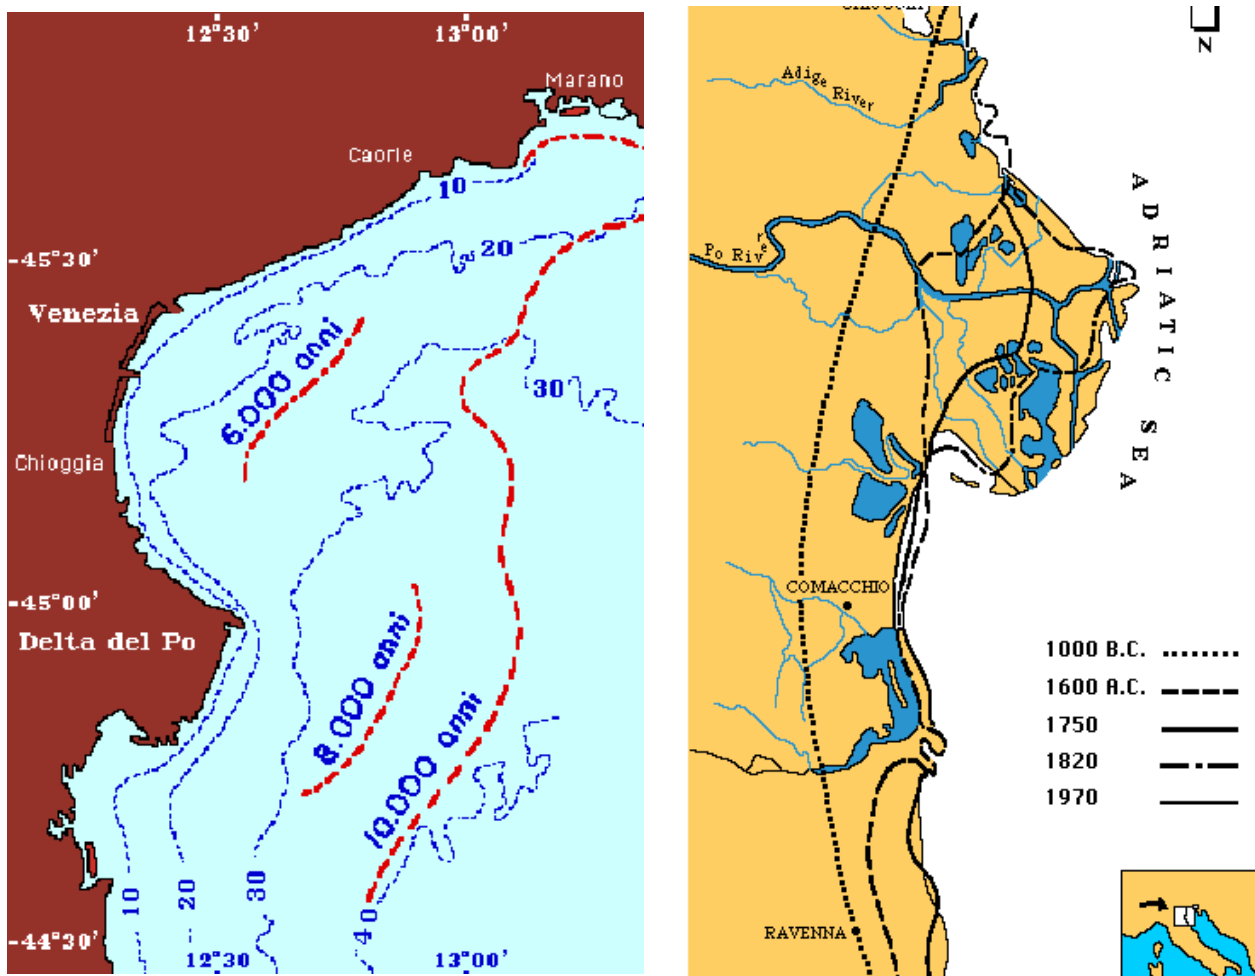 12°30'
13°00'
Marano
Caorle
10
20
-45°30'
Venezia
6.000 anni
30
Chioggia
-45°00'
Delta del Po
8.000 anni
10.000 anni
10
20
30
40
-44°30'
12°30
13°00'
N
Adige River
Po River
ADRIATIC SEA
COMACCHIO
1000 B.C.
1600 A.C.
1750
1820
1970
RAVENNA